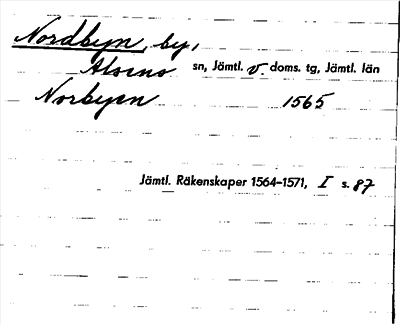 Nordbyn, by,
Alsens sn, Jämtl. v. doms. tg, Jämtl. län
Norbyen 1565
Jämtl. Räkenskaper 1564–1571, I s. 87